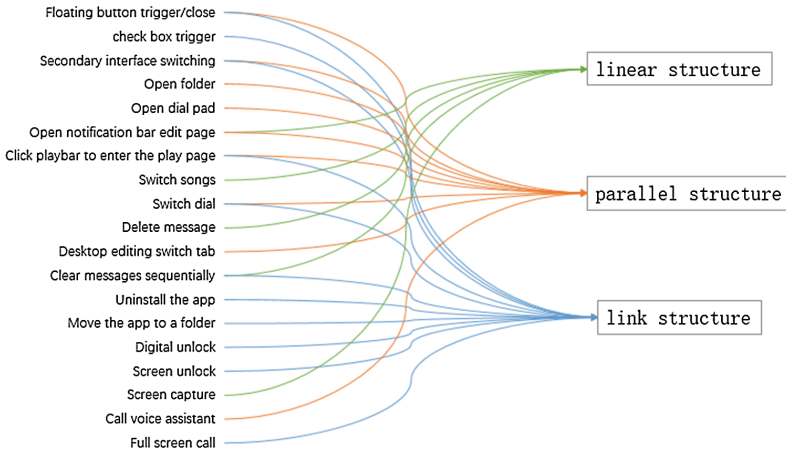 Floating button trigger/close
check box trigger
Secondary interface switching
Open folder
Open dial pad
Open notification bar edit page
Click playbar to enter the play page
Switch songs
Switch dial
Delete message
Desktop editing switch tab
Clear messages sequentially
Uninstall the app
Move the app to a folder
Digital unlock
Screen unlock
Screen capture
Call voice assistant
Full screen call
linear structure
parallel structure
link structure